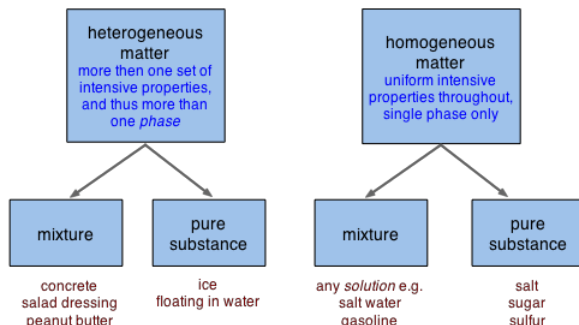 heterogeneous
matter
more then one set of
intensive properties,
and thus more than
one phase
homogeneous
matter
uniform intensive
properties throughout,
single phase only
mixture
pure
substance
mixture
pure
substance
concrete
salad dressing
peanut butter
ice
floating in water
any solution e.g.
salt water
gasoline
salt
sugar
sulfur